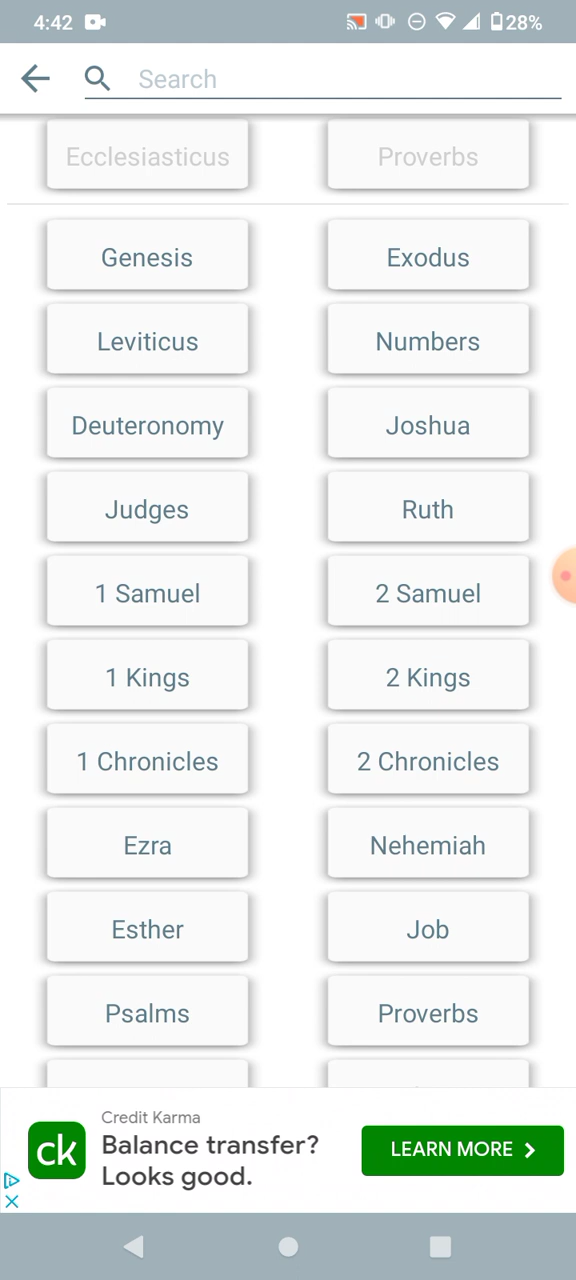 4:42 28%
Search
Ecclesiasticus Proverbs
Genesis Exodus
Leviticus Numbers
Deuteronomy Joshua
Judges Ruth
1 Samuel 2 Samuel
1 Kings 2 Kings
1 Chronicles 2 Chronicles
Ezra Nehemiah
Esther Job
Psalms Proverbs
Credit Karma
ck Balance transfer? LEARN MORE
Looks good.